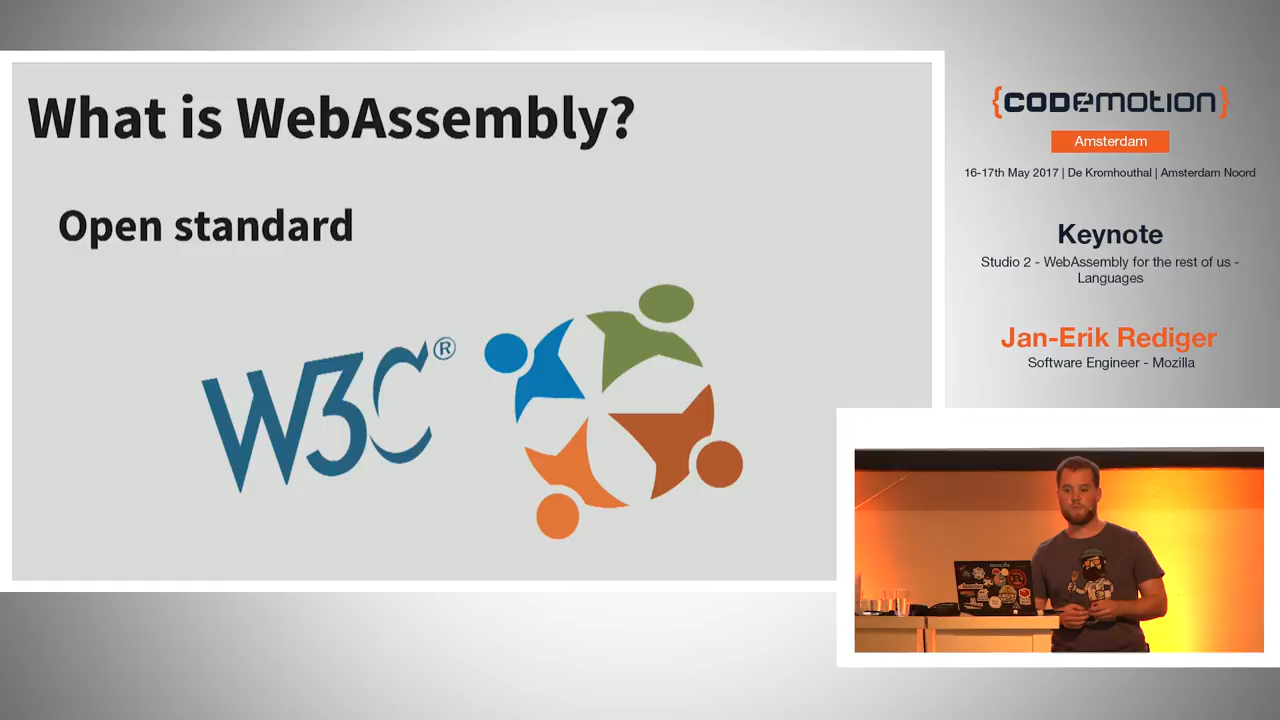 What is WebAssembly?
Open standard
W3C®
{CODEMOTION}
Amsterdam
16-17th May 2017 | De Kromhouthal | Amsterdam Noord
Keynote
Studio 2 - WebAssembly for the rest of us -
Languages
Jan-Erik Rediger
Software Engineer - Mozilla
mozilla